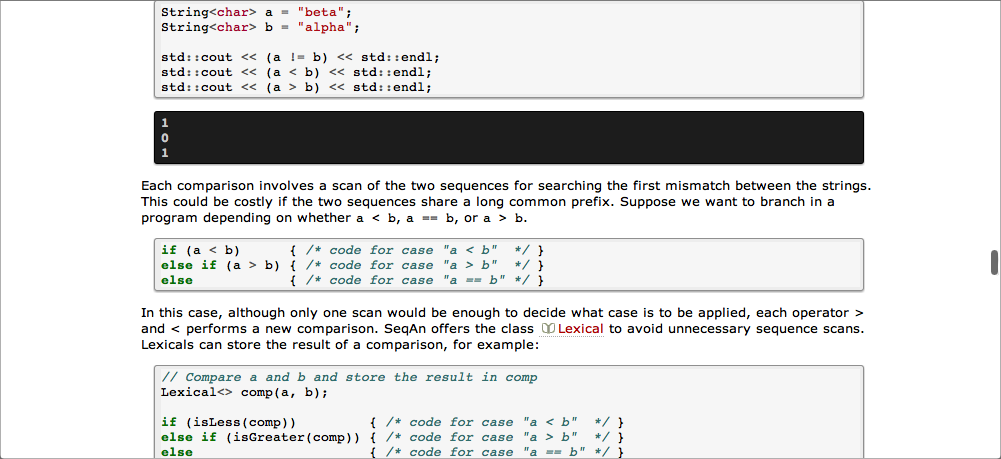 String<char> a = "beta";
String<char> b = "alpha";
std::cout << (a != b) << std::endl;
std::cout << (a < b) << std::endl;
std::cout << (a > b) << std::endl;
1
0
1
Each comparison involves a scan of the two sequences for searching the first mismatch between the strings.
This could be costly if the two sequences share a long common prefix. Suppose we want to branch in a
program depending on whether a < b, a == b, or a > b.
if (a < b)      { /* code for case "a < b"  */ }
else if (a > b) { /* code for case "a > b"  */ }
else            { /* code for case "a == b" */ }
In this case, although only one scan would be enough to decide what case is to be applied, each operator >
and < performs a new comparison. SeqAn offers the class Lexical to avoid unnecessary sequence scans.
Lexicals can store the result of a comparison, for example:
// Compare a and b and store the result in comp
Lexical<> comp(a, b);
if (isLess(comp))         { /* code for case "a < b"  */ }
else if (isGreater(comp)) { /* code for case "a > b"  */ }
else                      { /* code for case "a == b" */ }